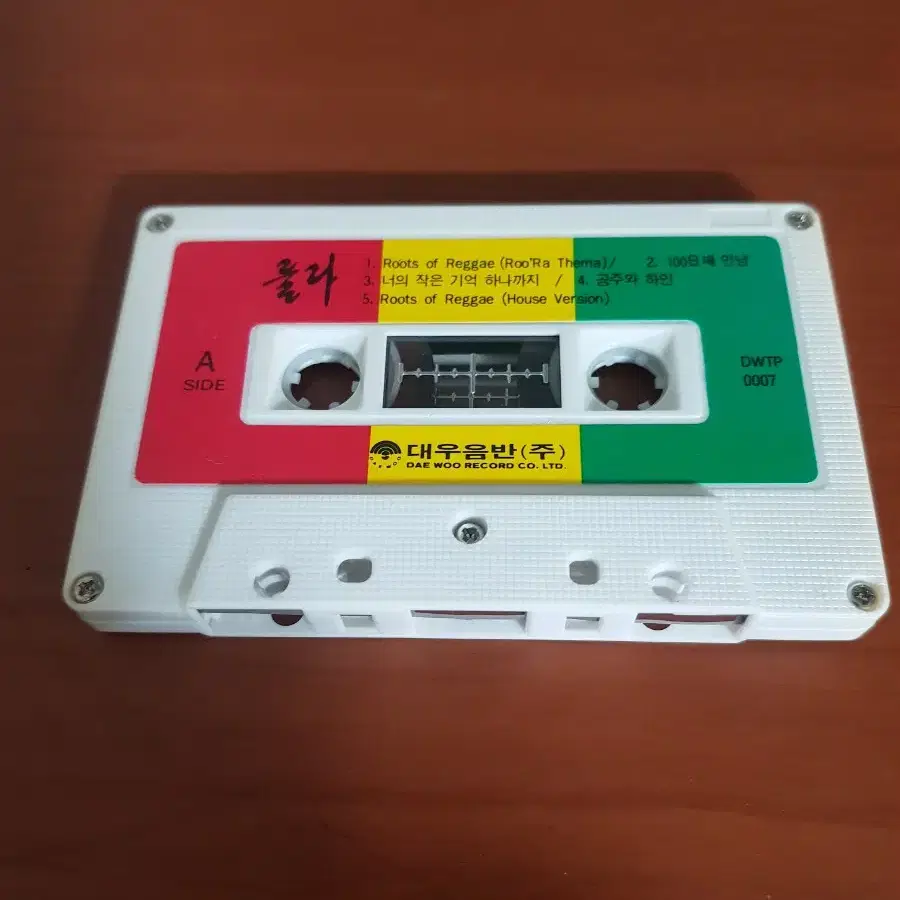 룰라
1. Roots of Reggae (Roo'Ra Thema)/ 2. 100일째 만남
3. 너의 작은 기억 하나까지 / 4. 공주와 하인
5. Roots of Reggae (House Version)
A
SIDE
DWTP
0007
DAEWOO
대우음반(주)
DAE WOO RECORD CO. LTD.